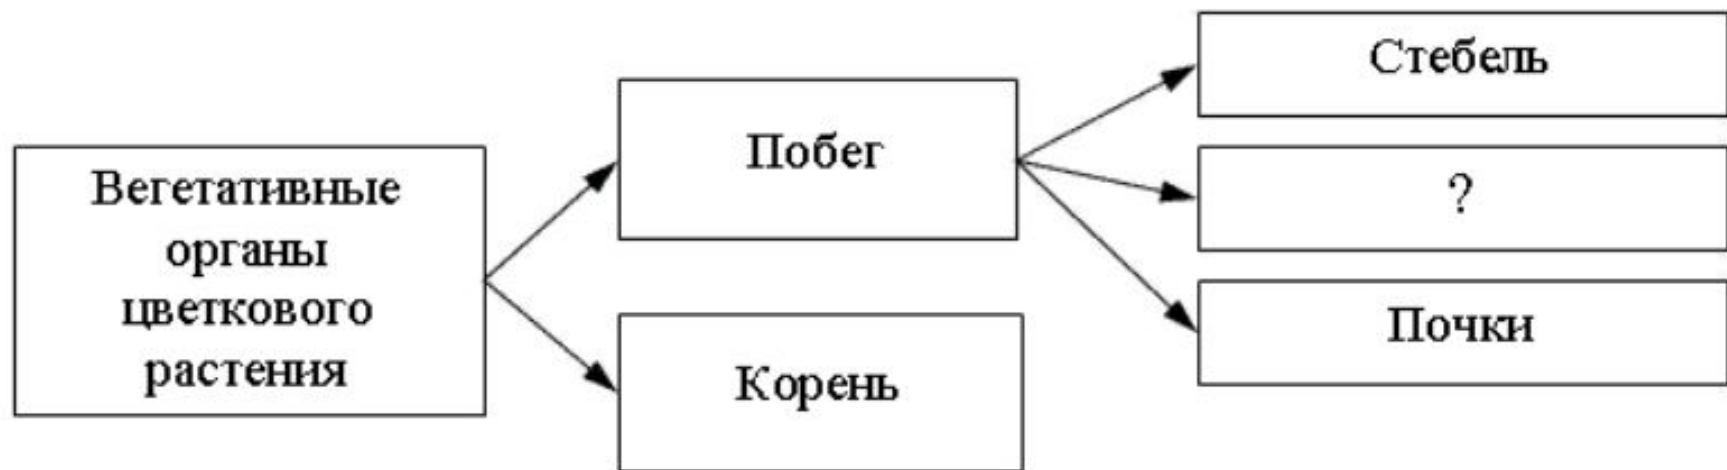 Вегетативные
органы
цветкового
растения
Побег
Корень
Стебель
?
Почки